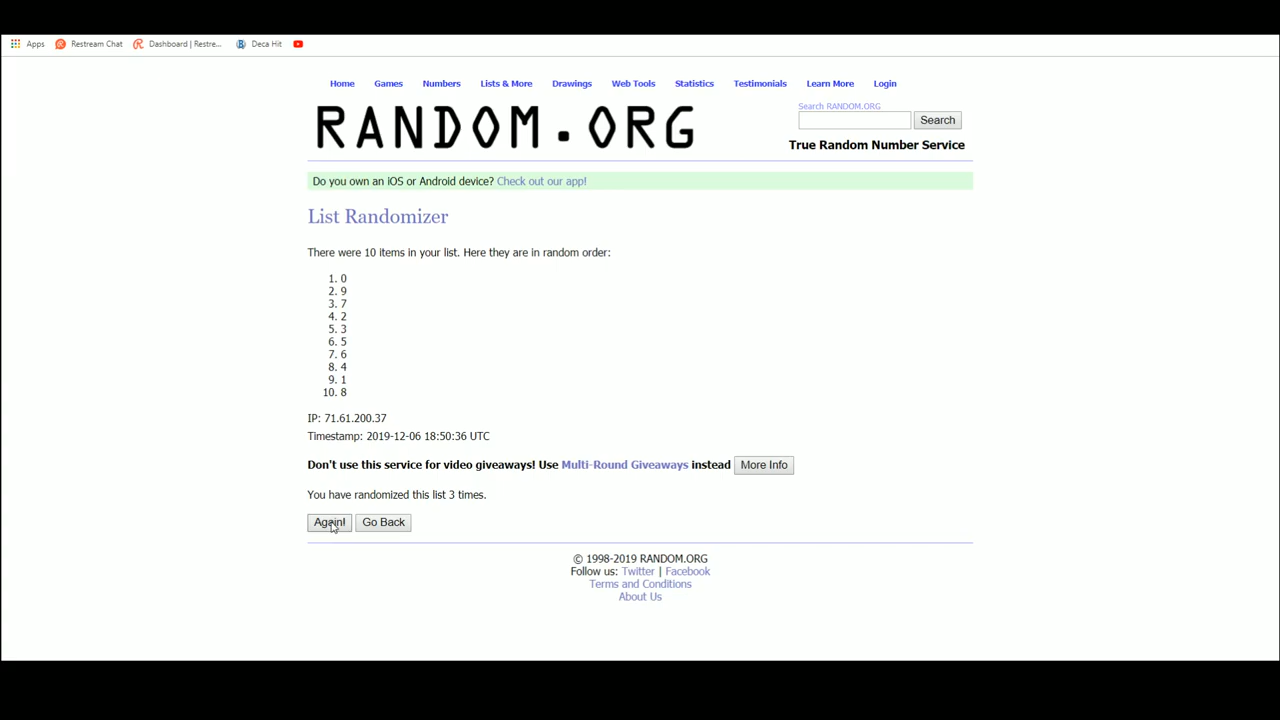 Apps Restream Chat Dashboard | Restre... Deca Hit
Home Games Numbers Lists & More Drawings Web Tools Statistics Testimonials Learn More Login
RANDOM.ORG
Search RANDOM.ORG
Search
True Random Number Service
Do you own an iOS or Android device? Check out our app!
List Randomizer
There were 10 items in your list. Here they are in random order:
1. 0
2. 9
3. 7
4. 2
5. 3
6. 5
7. 6
8. 4
9. 1
10. 8
IP: 71.61.200.37
Timestamp: 2019-12-06 18:50:36 UTC
Don't use this service for video giveaways! Use Multi-Round Giveaways instead More Info
You have randomized this list 3 times.
Again! Go Back
© 1998-2019 RANDOM.ORG
Follow us: Twitter | Facebook
Terms and Conditions
About Us